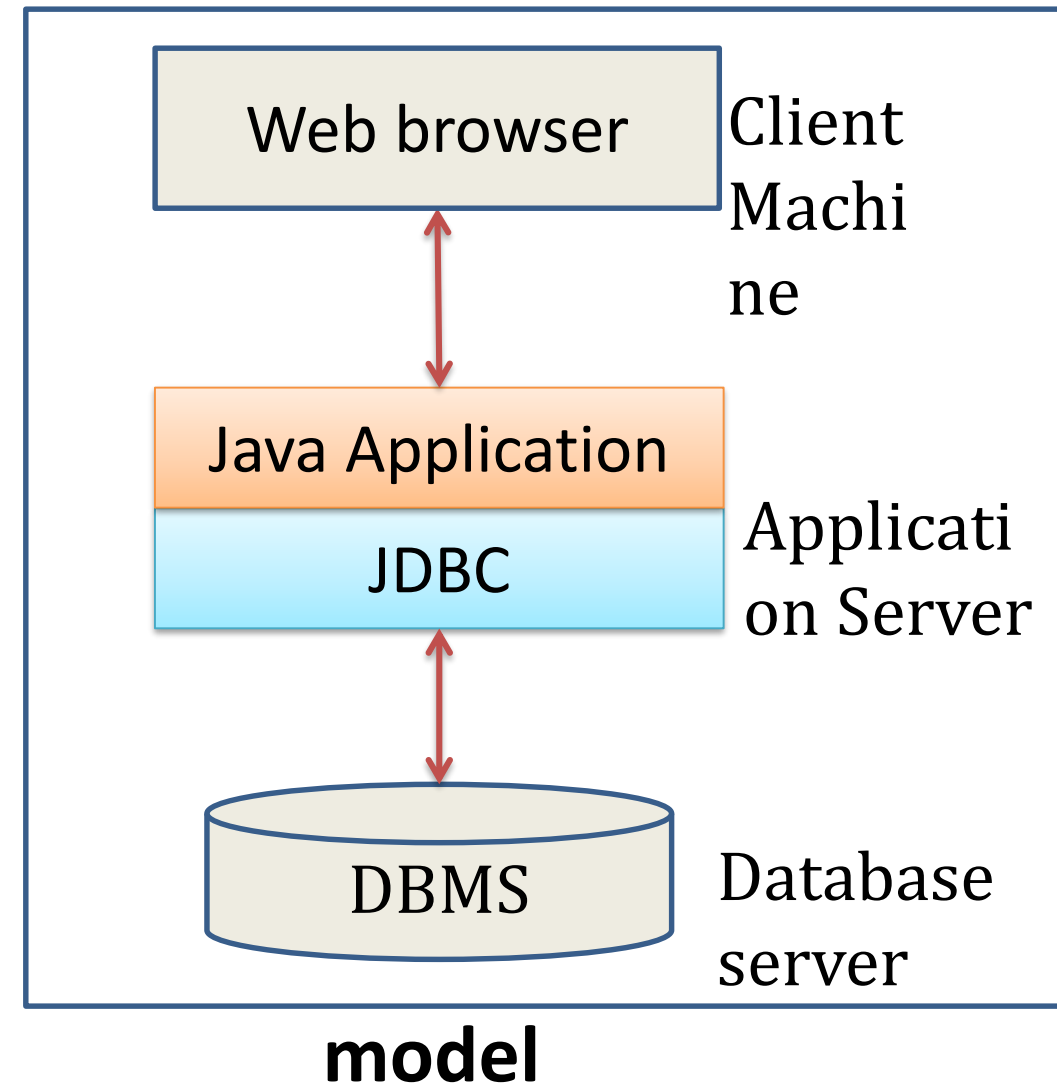 Web browser
Client
Machi
ne
Java Application
JDBC
Applicati
on Server
DBMS
Database
server
model